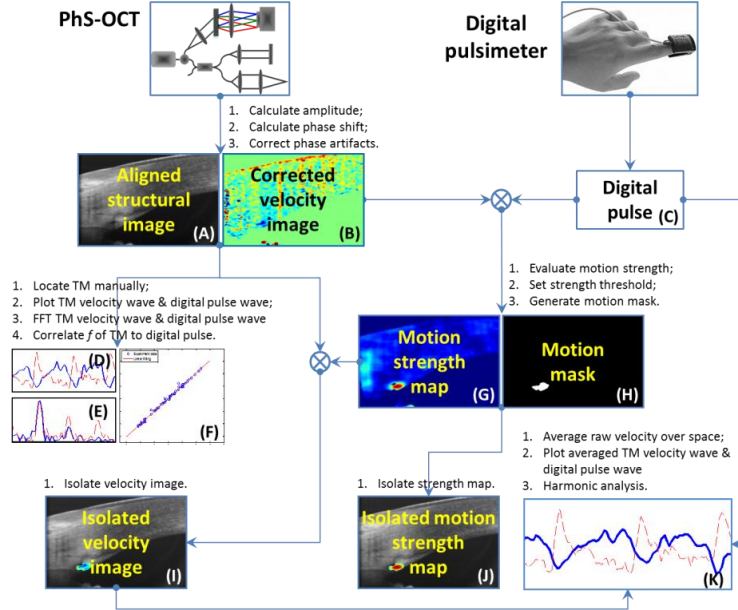 PhS-OCT
Digital
pulsimeter
1. Calculate amplitude;
2. Calculate phase shift;
3. Correct phase artifacts.
Aligned
structural
image
(A)
Corrected
velocity
image
(B)
Digital
pulse
(C)
1. Locate TM manually;
2. Plot TM velocity wave & digital pulse wave;
3. FFT TM velocity wave & digital pulse wave
4. Correlate f of TM to digital pulse.
1. Evaluate motion strength;
2. Set strength threshold;
3. Generate motion mask.
(D)
(E)
(F)
Motion
strength
map
(G)
Motion
mask
(H)
1. Average raw velocity over space;
2. Plot averaged TM velocity wave &
digital pulse wave
3. Harmonic analysis.
1. Isolate velocity image.
1. Isolate strength map.
Isolated
velocity
image
(I)
Isolated motion
strength
map
(J)
(K)